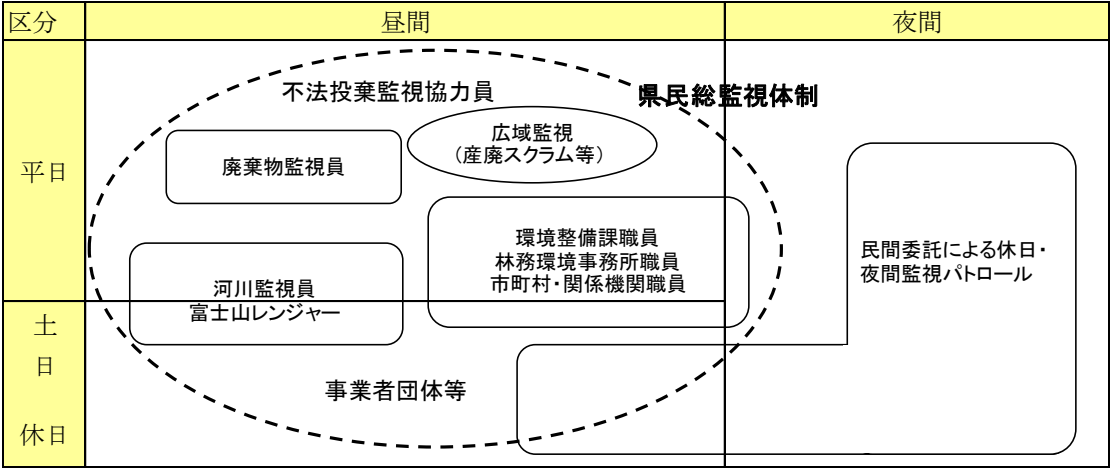 区分
昼間
夜間
不法投棄監視協力員
県民総監視体制
広域監視
（産廃スクラム等）
平日
廃棄物監視員
環境整備課職員
林務環境事務所職員
市町村・関係機関職員
民間委託による休日・
夜間監視パトロール
河川監視員
富士山レンジャー
土
日
休日
事業者団体等